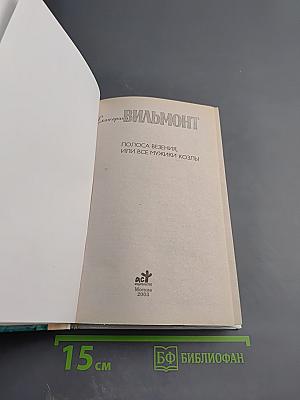 Екатерина ВИЛЬМОНТ
ПОЛОСА ВЕЗЕНИЯ,
ИЛИ ВСЕ МУЖИКИ КОЗЛЫ
АСТ
Москва
2003
15 см
БФ БИБЛИОФАН